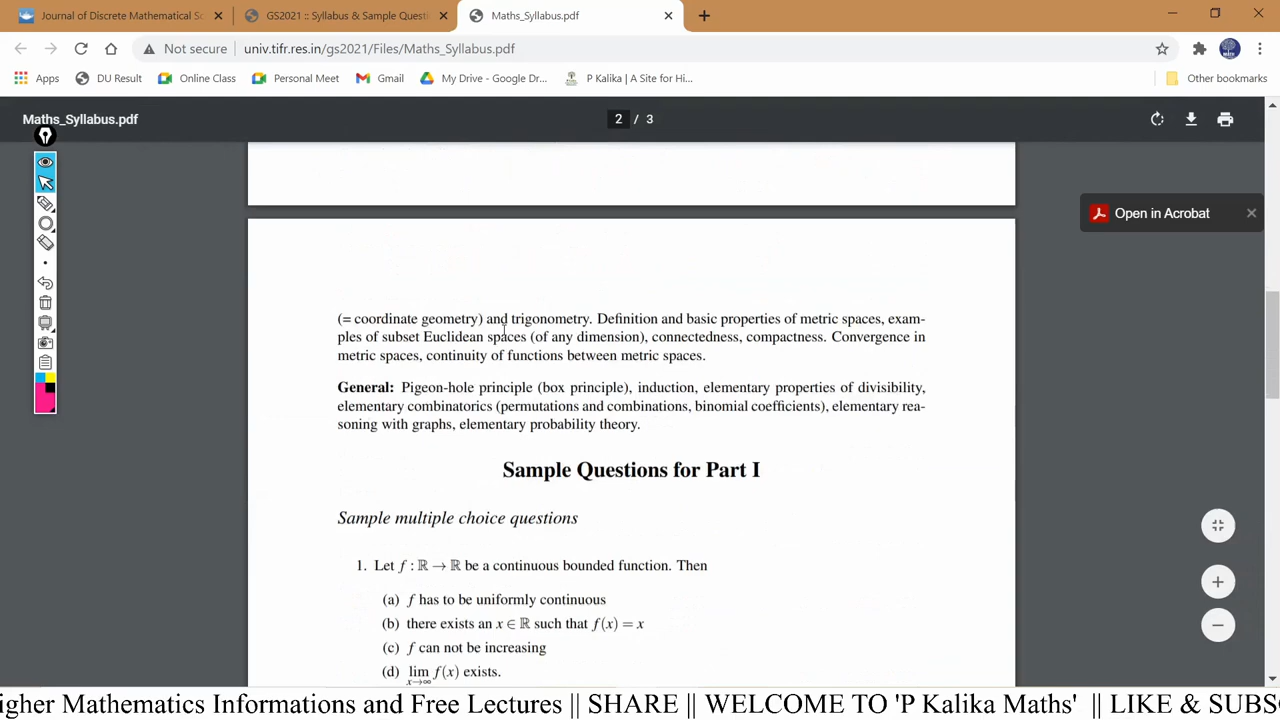 Journal of Discrete Mathematical Sc
GS2021 :: Syllabus & Sample Questi
Maths_Syllabus.pdf
Not secure
univ.tifr.res.in/gs2021/Files/Maths_Syllabus.pdf
Apps
DU Result
Online Class
Personal Meet
Gmail
My Drive - Google Dr...
P Kalika | A Site for Hi...
Other bookmarks
Maths_Syllabus.pdf
2 / 3
Open in Acrobat
(= coordinate geometry) and trigonometry. Definition and basic properties of metric spaces, exam-
ples of subset Euclidean spaces (of any dimension), connectedness, compactness. Convergence in
metric spaces, continuity of functions between metric spaces.
General: Pigeon-hole principle (box principle), induction, elementary properties of divisibility,
elementary combinatorics (permutations and combinations, binomial coefficients), elementary rea-
soning with graphs, elementary probability theory.
Sample Questions for Part I
Sample multiple choice questions
1. Let f : ℝ → ℝ be a continuous bounded function. Then
(a) f has to be uniformly continuous
(b) there exists an x ∈ ℝ such that f(x) = x
(c) f can not be increasing
(d) lim x→∞ f(x) exists.
igher Mathematics Informations and Free Lectures || SHARE || WELCOME TO 'P Kalika Maths' || LIKE & SUBS